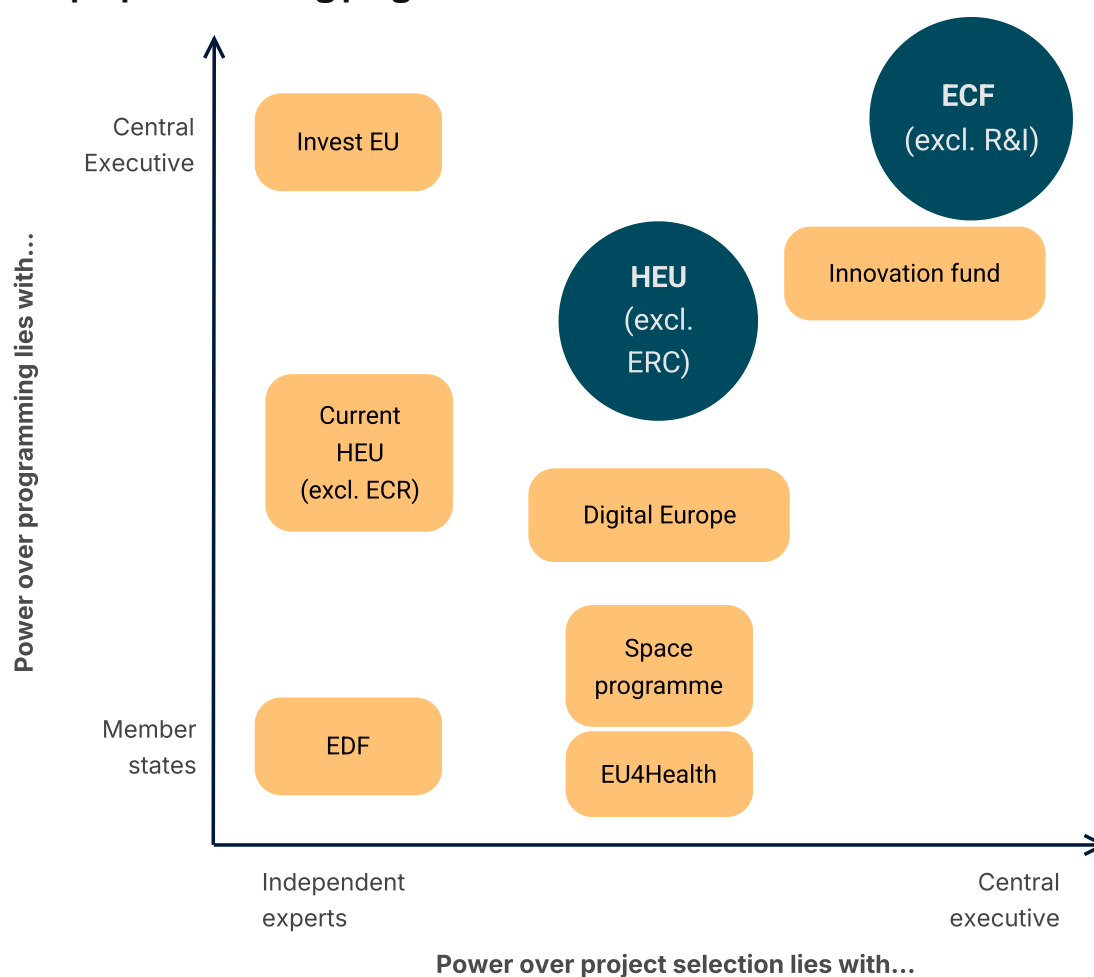 Central
Executive
Invest EU
ECF
(excl. R&I)
Innovation fund
HEU
(excl.
ERC)
Power over programming lies with...
Current
HEU
(excl. ECR)
Digital Europe
Space
programme
Member
states
EDF
EU4Health
Independent
experts
Central
executive
Power over project selection lies with...